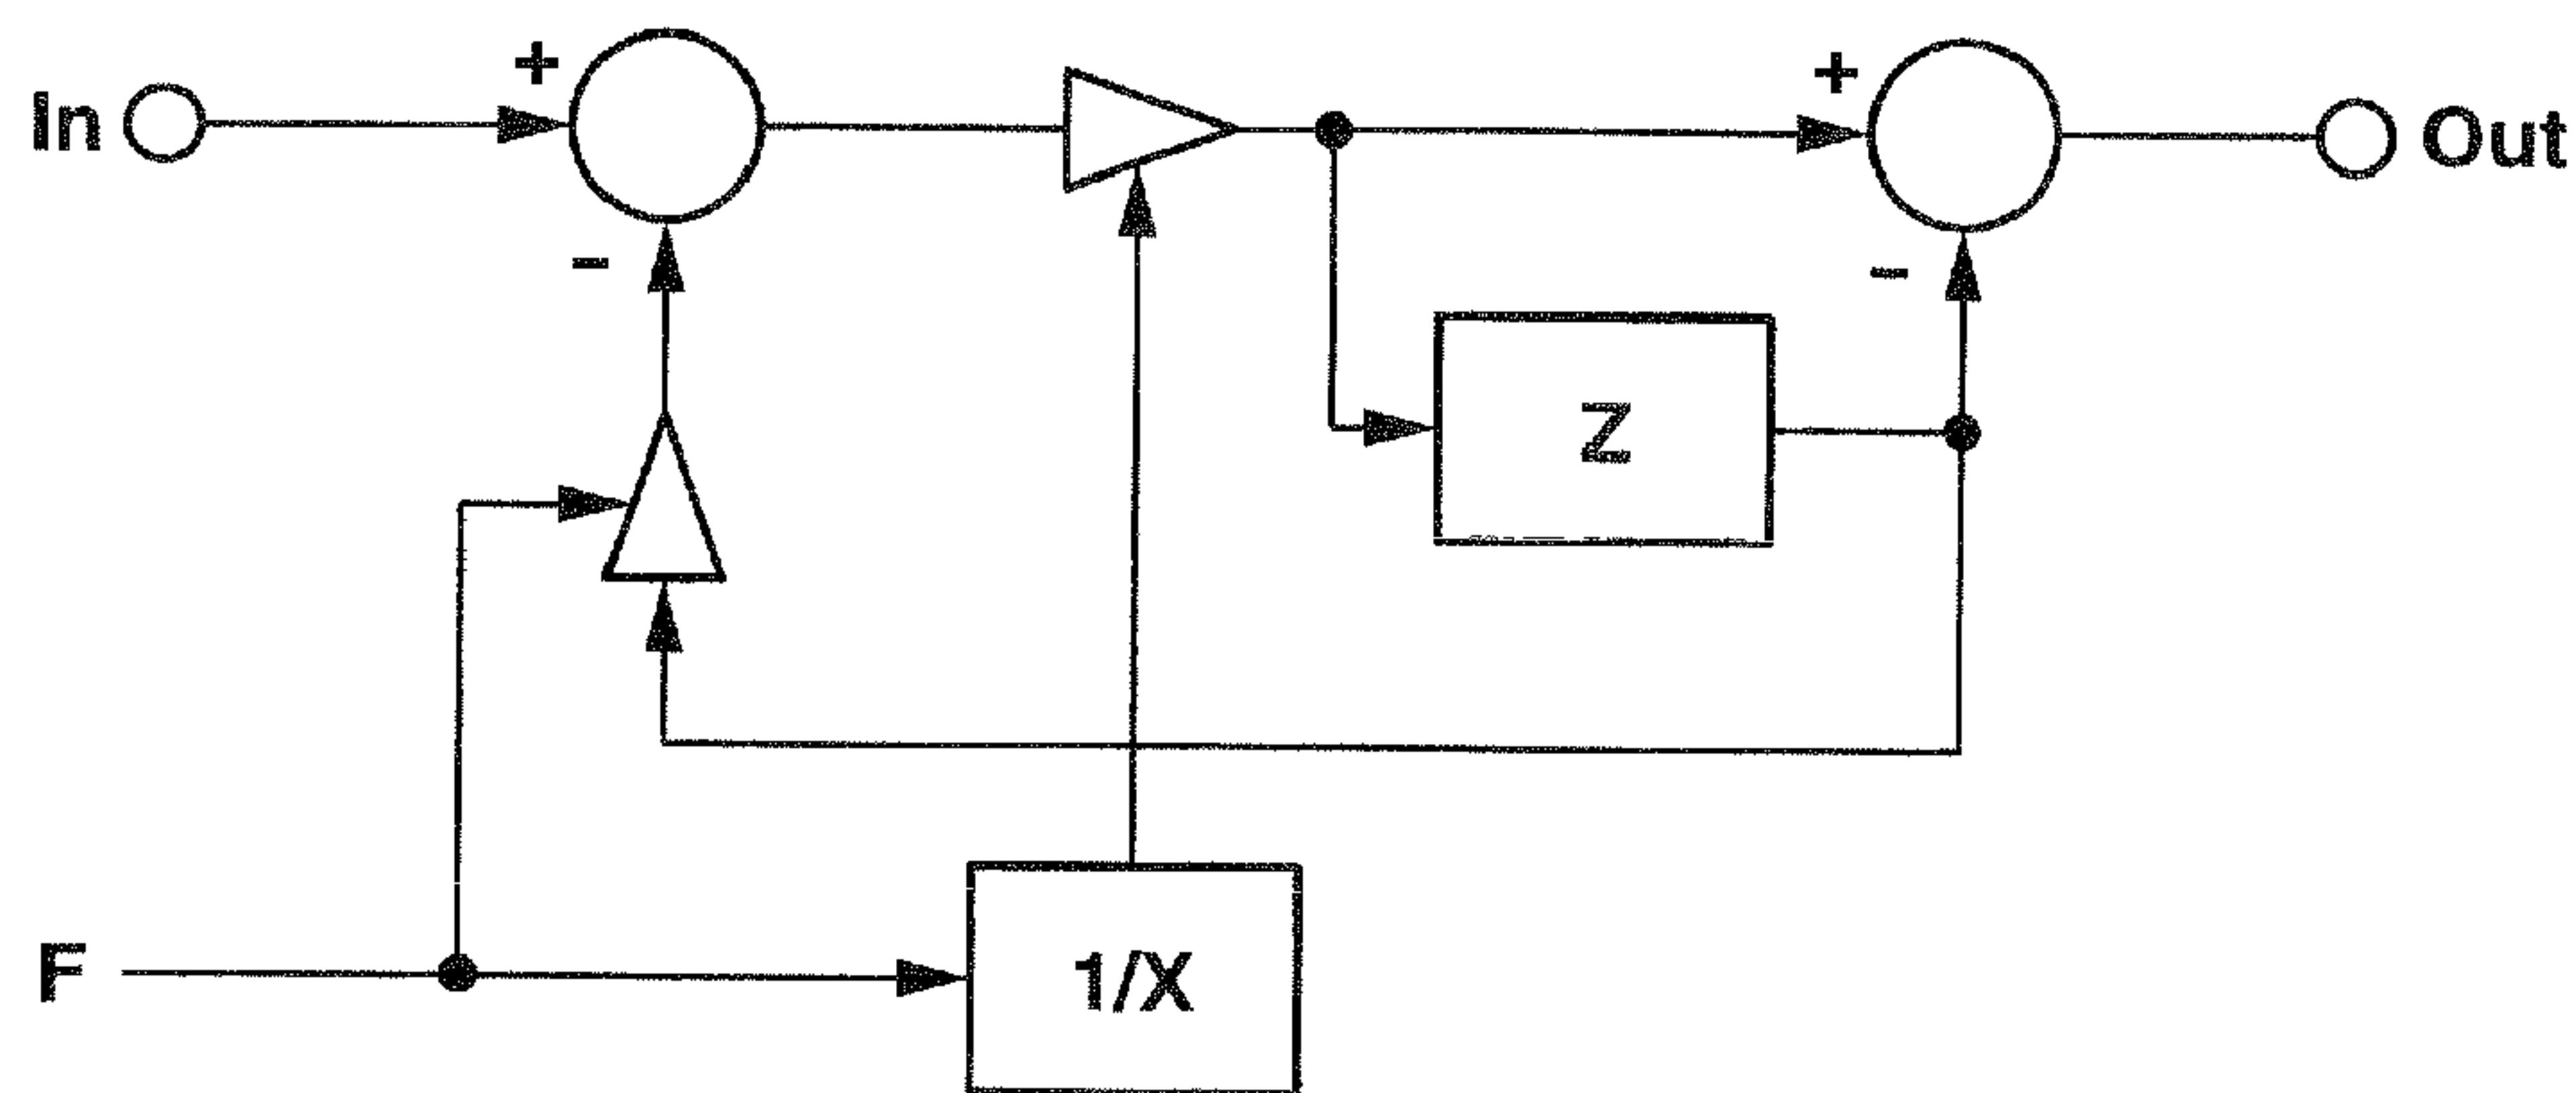 +
+
In
Out
-
-
Z
F
1/X